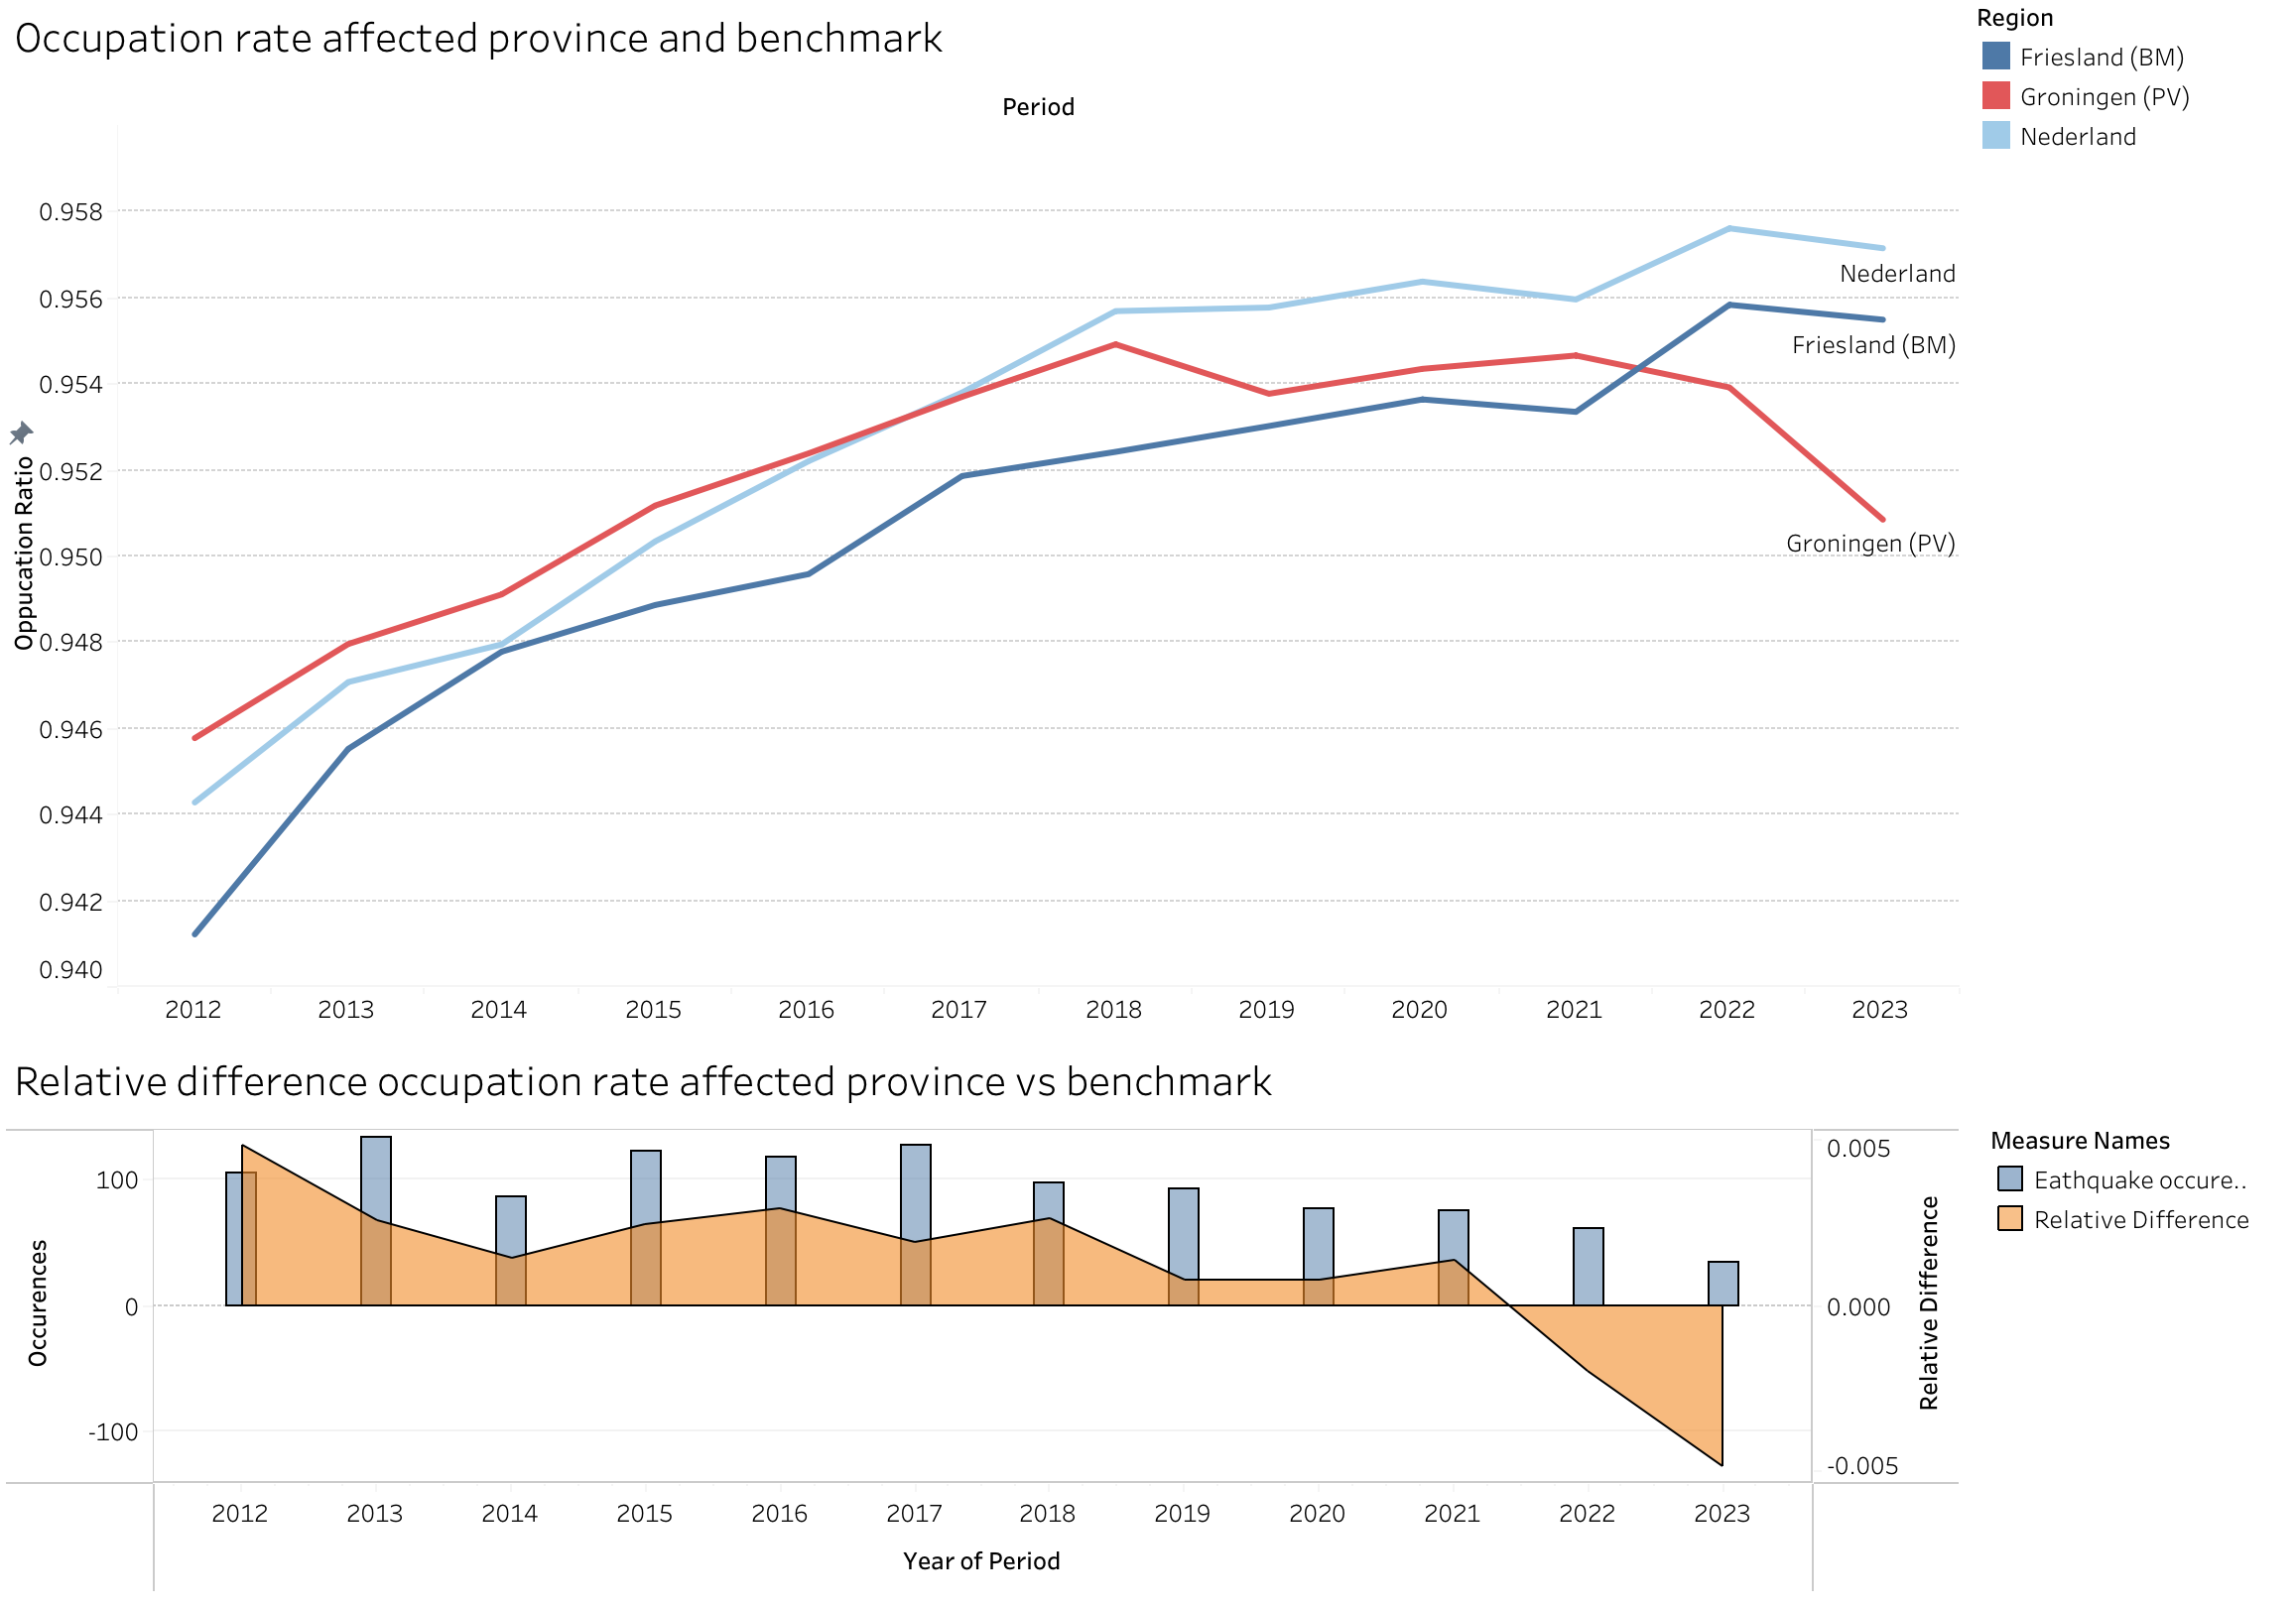 Occupation rate affected province and benchmark
Region
Friesland (BM)
Groningen (PV)
Nederland
Period
0.958
0.956
0.954
0.952
0.950
0.948
0.946
0.944
0.942
0.940
Oppucation Ratio
Nederland
Friesland (BM)
Groningen (PV)
2012 2013 2014 2015 2016 2017 2018 2019 2020 2021 2022 2023
Relative difference occupation rate affected province vs benchmark
Measure Names
Eathquake occure..
Relative Difference
100
0
-100
Occurences
0.005
0.000
-0.005
Relative Difference
2012 2013 2014 2015 2016 2017 2018 2019 2020 2021 2022 2023
Year of Period